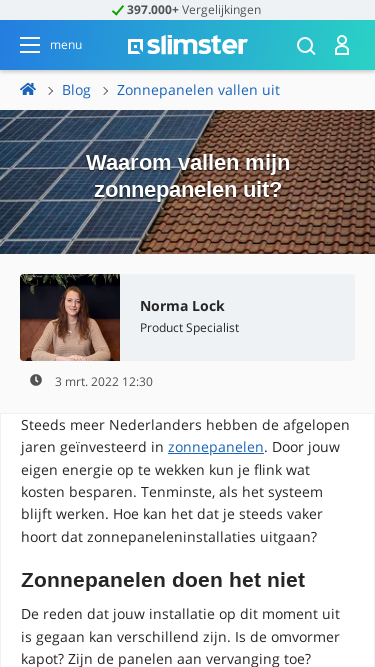 397.000+ Vergelijkingen
menu
slimster
Blog
Zonnepanelen vallen uit
Waarom vallen mijn
zonnepanelen uit?
Norma Lock
Product Specialist
3 mrt. 2022 12:30
Steeds meer Nederlanders hebben de afgelopen
jaren geïnvesteerd in zonnepanelen. Door jouw
eigen energie op te wekken kun je flink wat
kosten besparen. Tenminste, als het systeem
blijft werken. Hoe kan het dat je steeds vaker
hoort dat zonnepaneleninstallaties uitgaan?
Zonnepanelen doen het niet
De reden dat jouw installatie op dit moment uit
is gegaan kan verschillend zijn. Is de omvormer
kapot? Zijn de panelen aan vervanging toe?